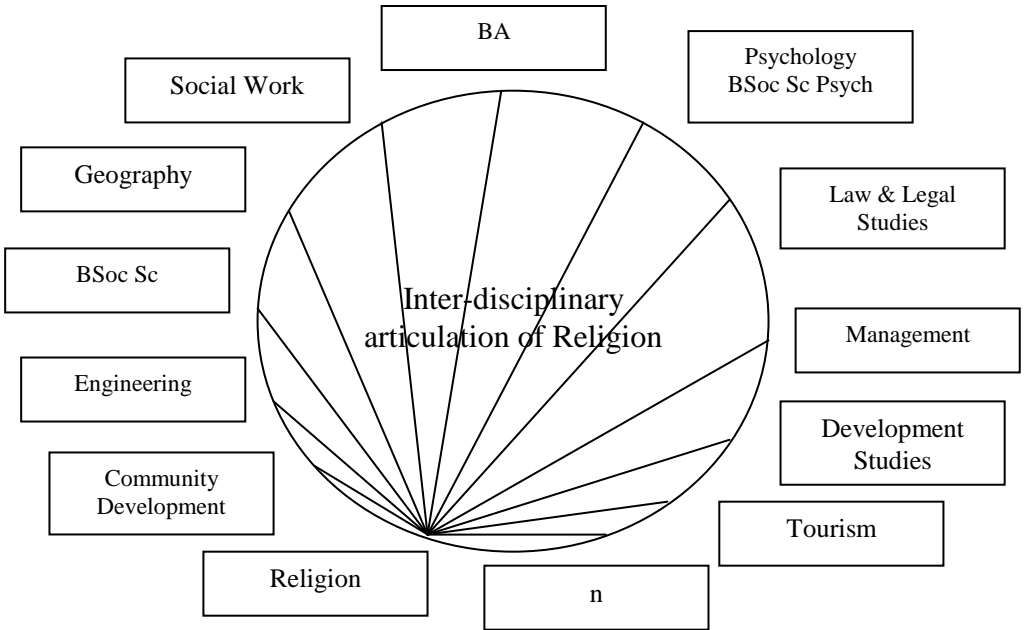 BA
Psychology
BSoc Sc Psych
Social Work
Geography
Law & Legal
Studies
BSoc Sc
Inter-disciplinary
articulation of Religion
Management
Engineering
Development
Studies
Community
Development
Tourism
Religion
n